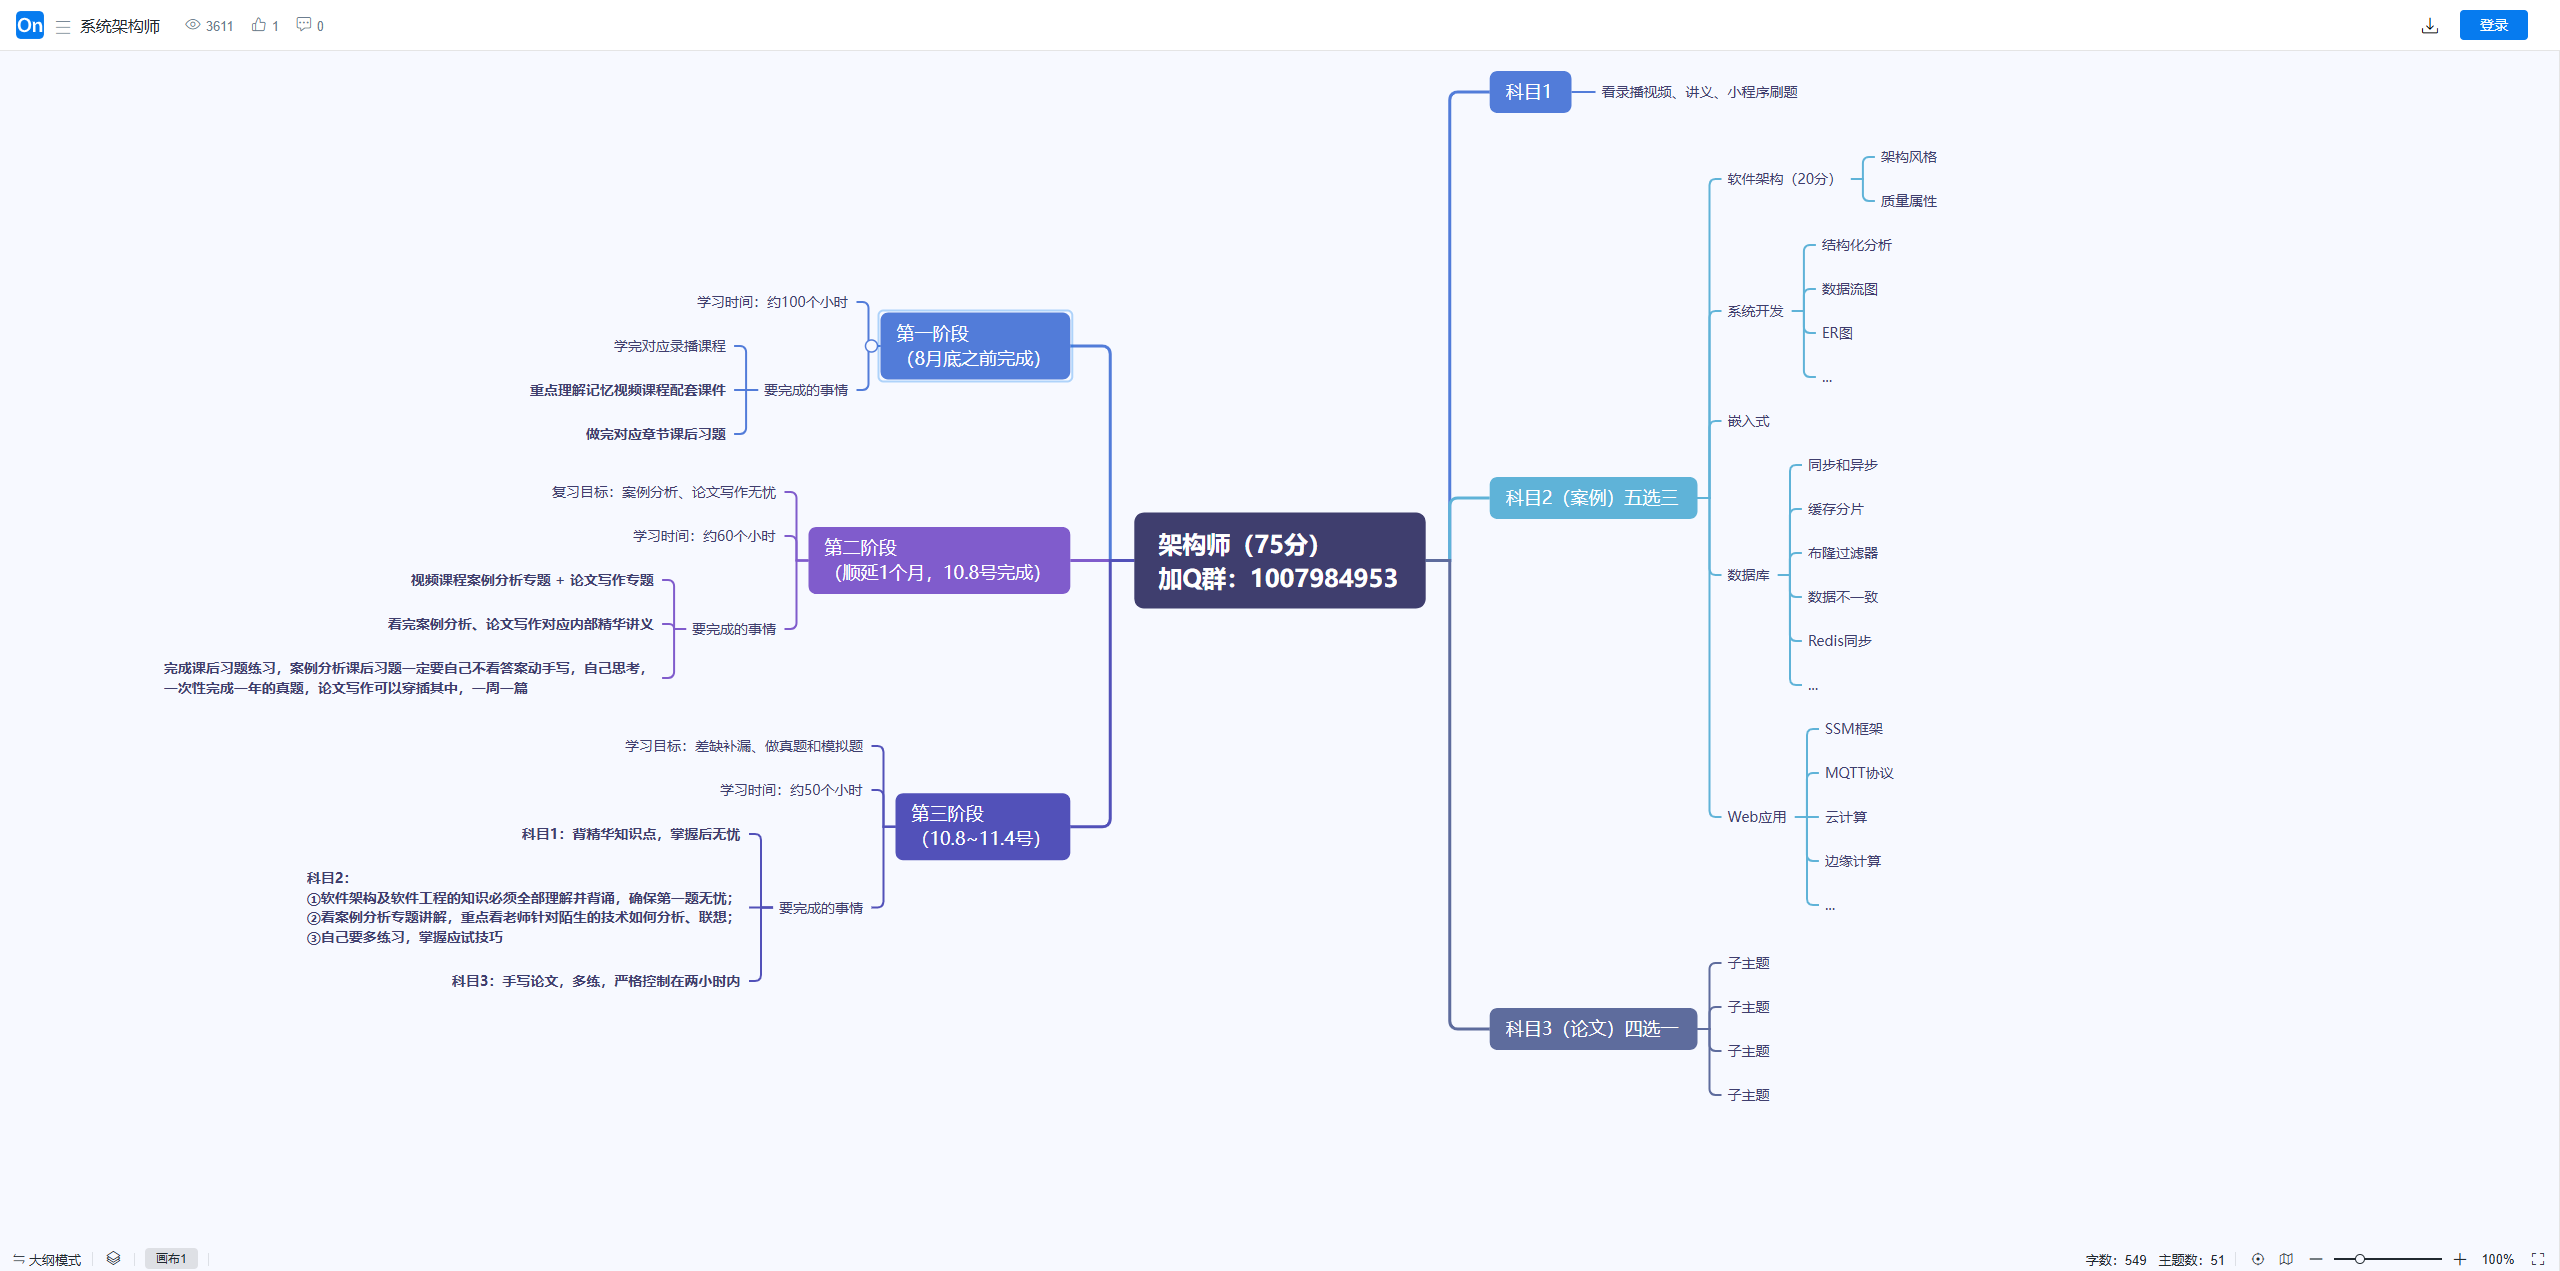 On
系统架构师
3611
1
0
登录
架构师（75分）
加Q群：1007984953
科目1
看录播视频、讲义、小程序刷题
科目2（案例）五选三
软件架构（20分）
架构风格
质量属性
系统开发
结构化分析
数据流图
ER图
...
嵌入式
数据库
同步和异步
缓存分片
布隆过滤器
数据不一致
Redis同步
...
Web应用
SSM框架
MQTT协议
云计算
边缘计算
...
科目3（论文）四选一
子主题
子主题
子主题
子主题
第一阶段
（8月底之前完成）
学习时间：约100个小时
要完成的事情
学完对应录播课程
重点理解记忆视频课程配套课件
做完对应章节课后习题
第二阶段
（顺延1个月，10.8号完成）
复习目标：案例分析、论文写作无忧
学习时间：约60个小时
要完成的事情
视频课程案例分析专题 + 论文写作专题
看完案例分析、论文写作对应内部精华讲义
完成课后习题练习，案例分析课后习题一定要自己不看答案动手写，自己思考，
一次性完成一年的真题，论文写作可以穿插其中，一周一篇
第三阶段
（10.8~11.4号）
学习目标：差缺补漏、做真题和模拟题
学习时间：约50个小时
要完成的事情
科目1：背精华知识点，掌握后无忧
科目2：
①软件架构及软件工程的知识必须全部理解并背诵，确保第一题无忧；
②看案例分析专题讲解，重点看老师针对陌生的技术如何分析、联想；
③自己要多练习，掌握应试技巧
科目3：手写论文，多练，严格控制在两小时内
大纲模式
画布1
字数：549
主题数：51
100%